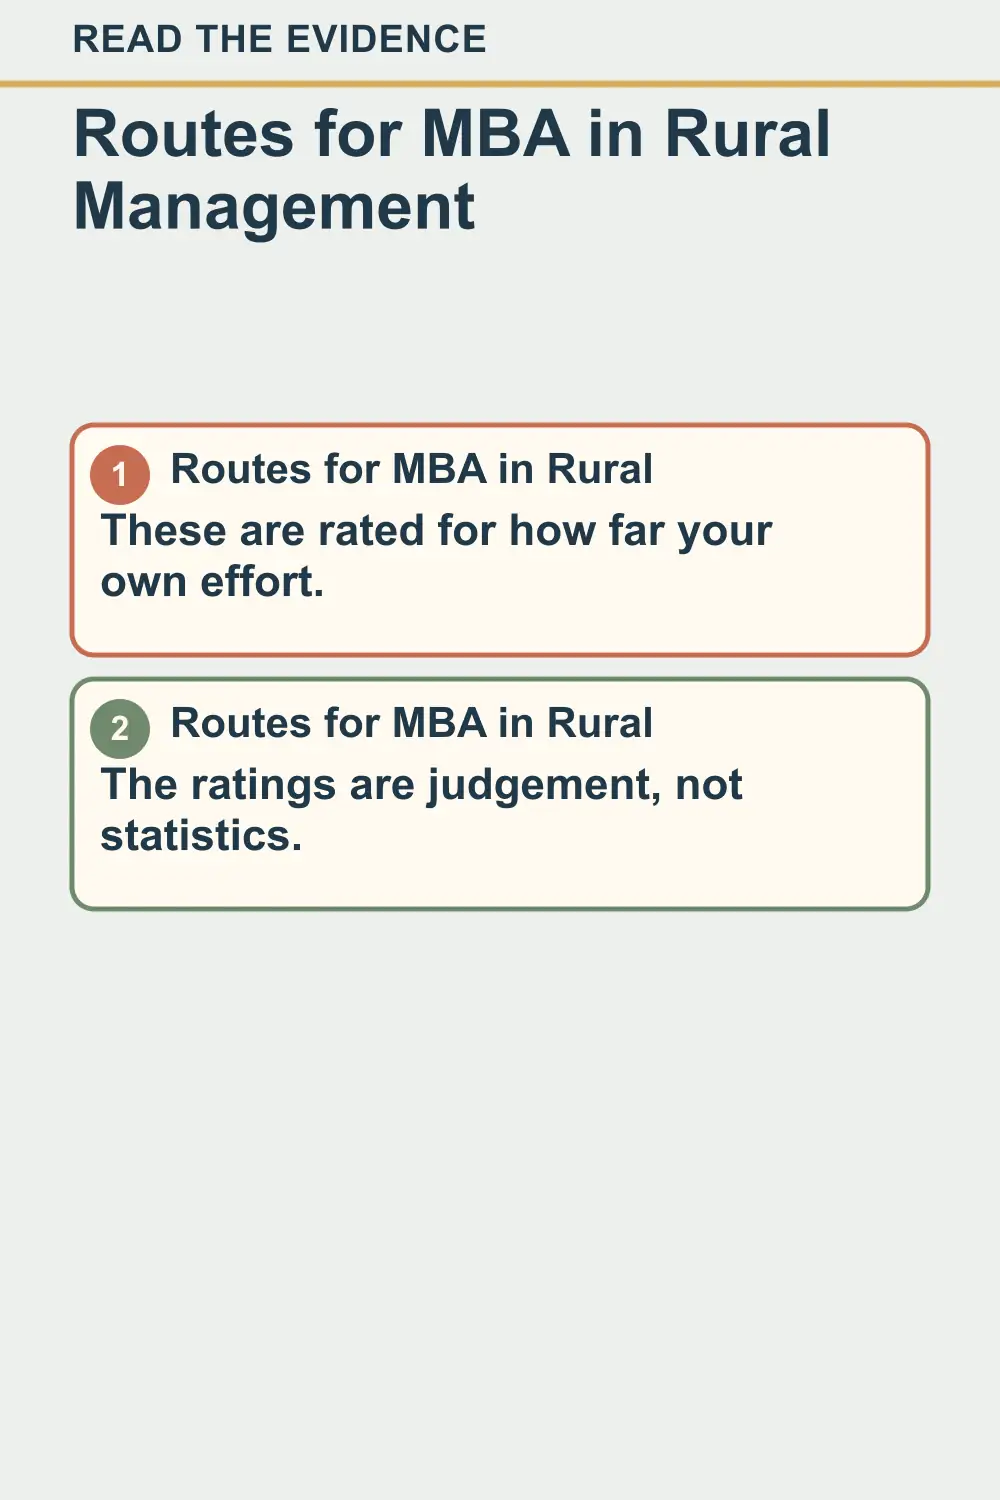 READ THE EVIDENCE
Routes for MBA in Rural
Management
1 Routes for MBA in Rural
These are rated for how far your
own effort.
2 Routes for MBA in Rural
The ratings are judgement, not
statistics.